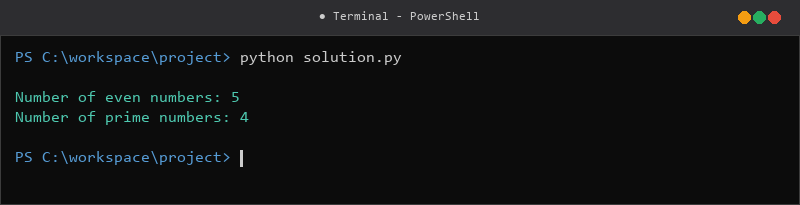 ● Terminal - PowerShell
PS C:\workspace\project> python solution.py
Number of even numbers: 5
Number of prime numbers: 4
PS C:\workspace\project>